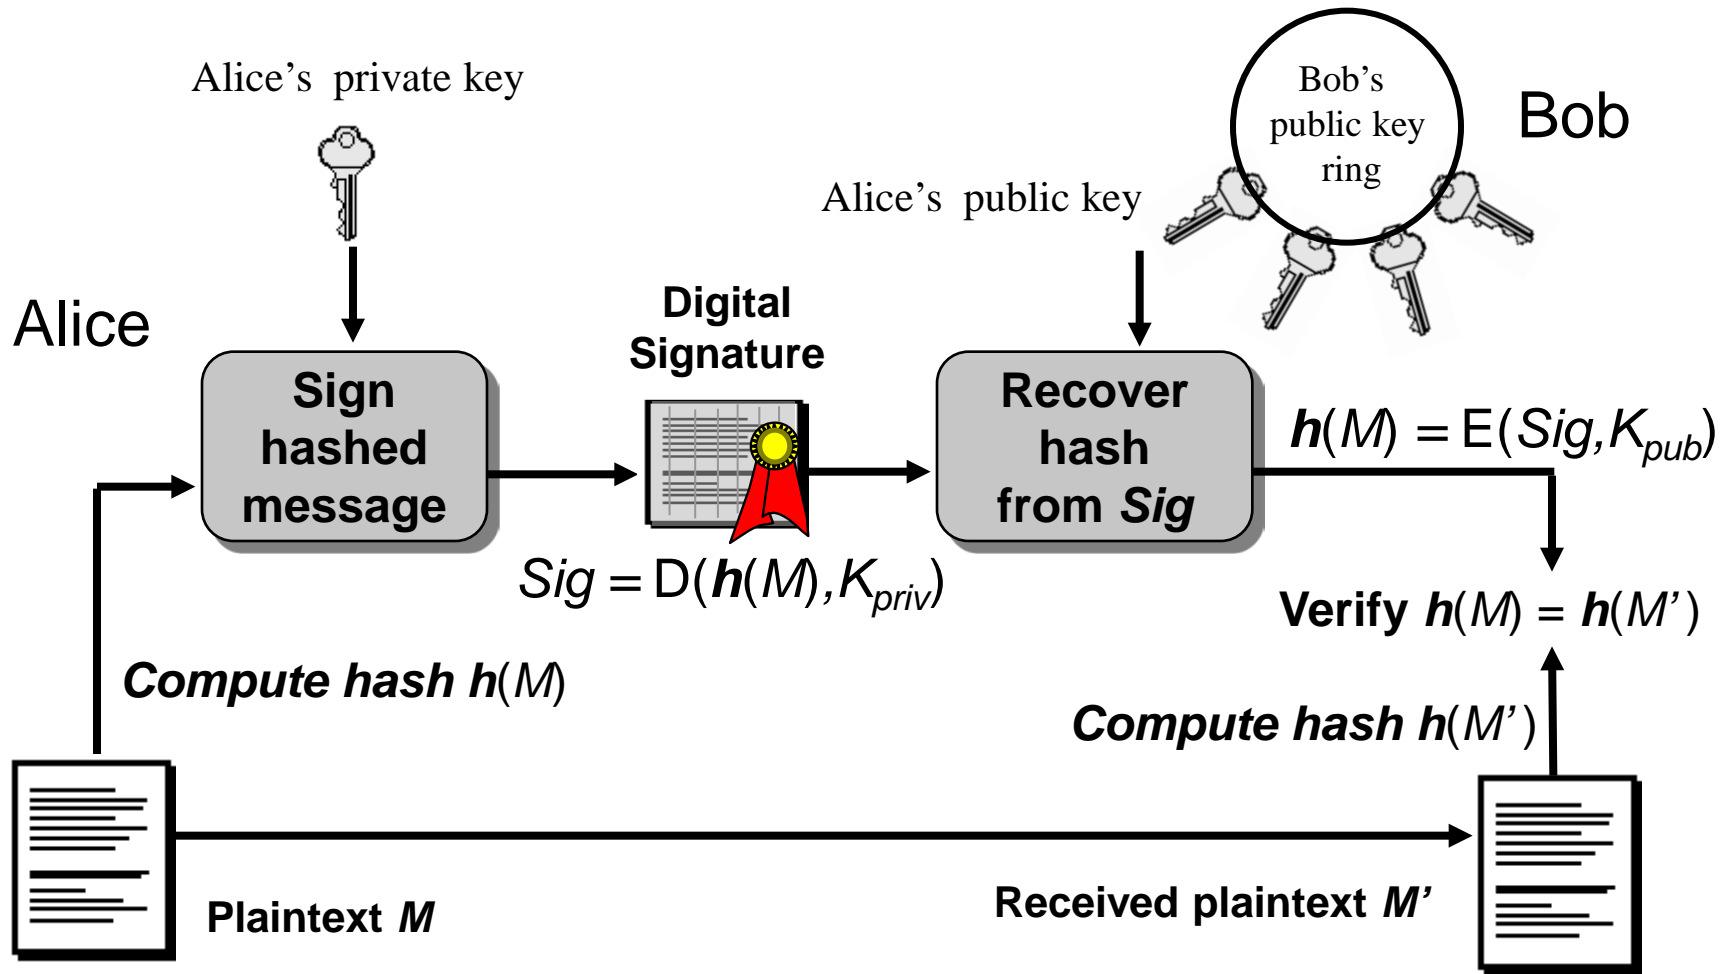 Alice's private key
Bob's
public key
ring
Bob
Alice's public key
Alice
Digital
Signature
Sign
hashed
message
Recover
hash
from Sig
h(M) = E(Sig,Kpub)
Sig = D(h(M),Kpriv)
Verify h(M) = h(M’)
Compute hash h(M)
Compute hash h(M’)
Plaintext M
Received plaintext M’